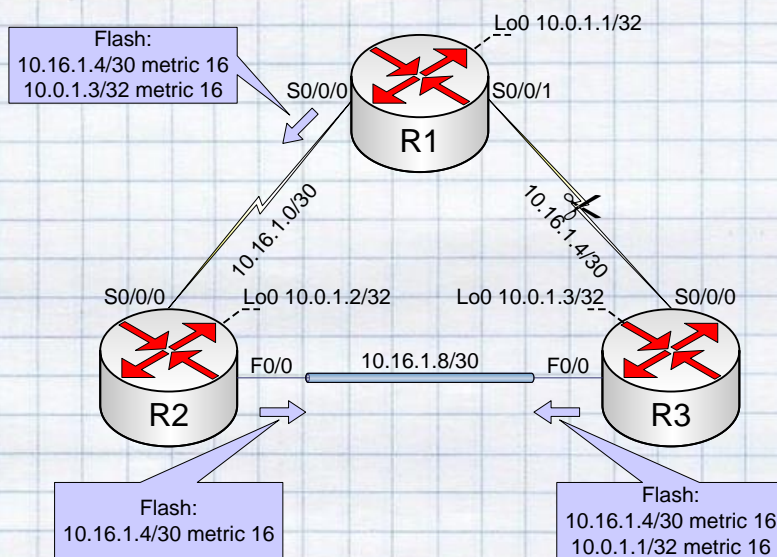 Lo0 10.0.1.1/32
Flash:
10.16.1.4/30 metric 16
10.0.1.3/32 metric 16
S0/0/0
S0/0/1
R1
10.16.1.0/30
10.16.1.4/30
S0/0/0
Lo0 10.0.1.2/32
Lo0 10.0.1.3/32
S0/0/0
F0/0
10.16.1.8/30
F0/0
R2
R3
Flash:
10.16.1.4/30 metric 16
Flash:
10.16.1.4/30 metric 16
10.0.1.1/32 metric 16